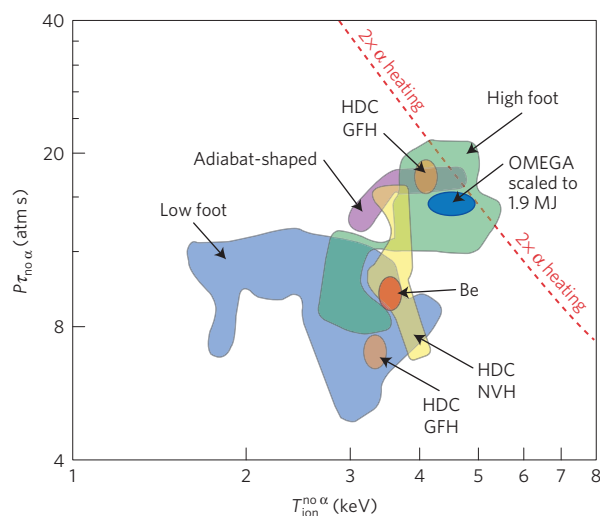 40
20
8
4
Pτno α (atm s)
1
2
3
4
5
6
7
8
T ion no α (keV)
2× α heating
High foot
HDC
GFH
Adiabat-shaped
OMEGA
scaled to
1.9 MJ
Low foot
2× α heating
Be
HDC
NVH
HDC
GFH